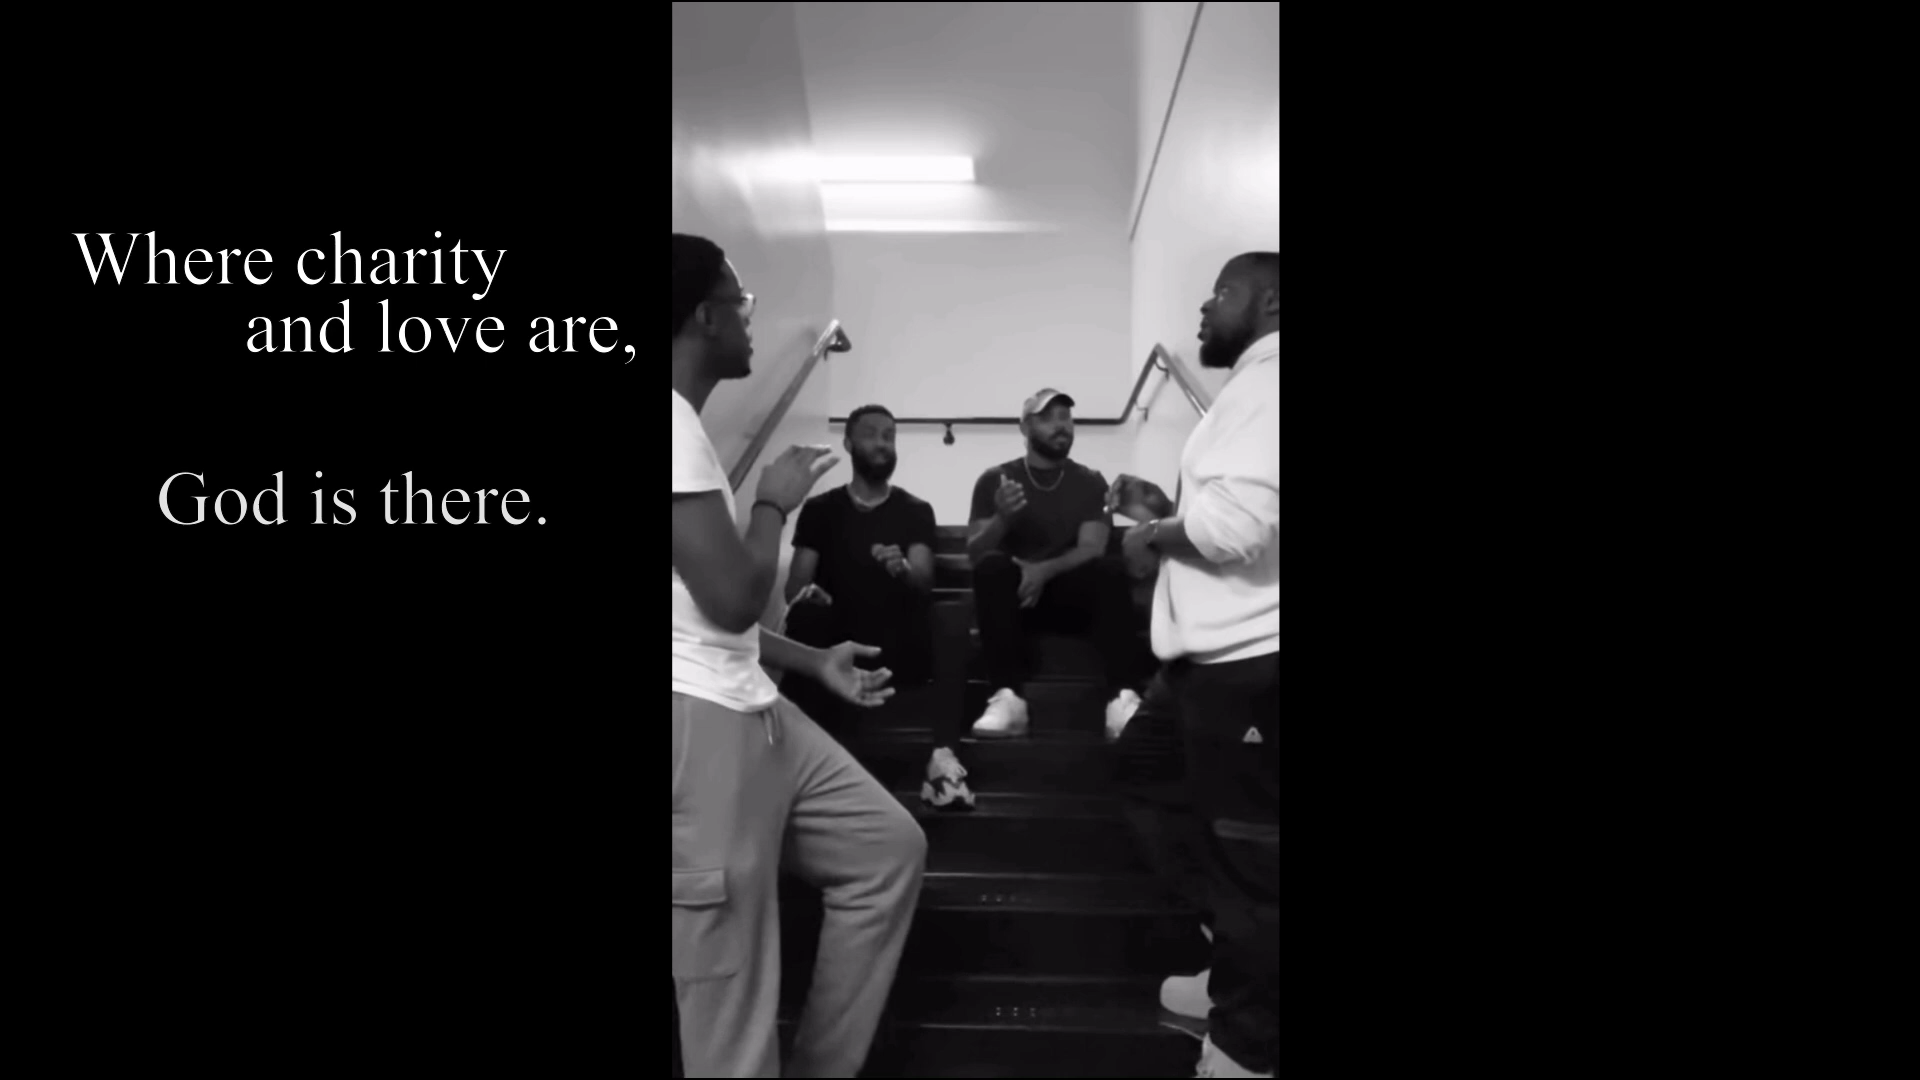 Where charity
and love are,
God is there.